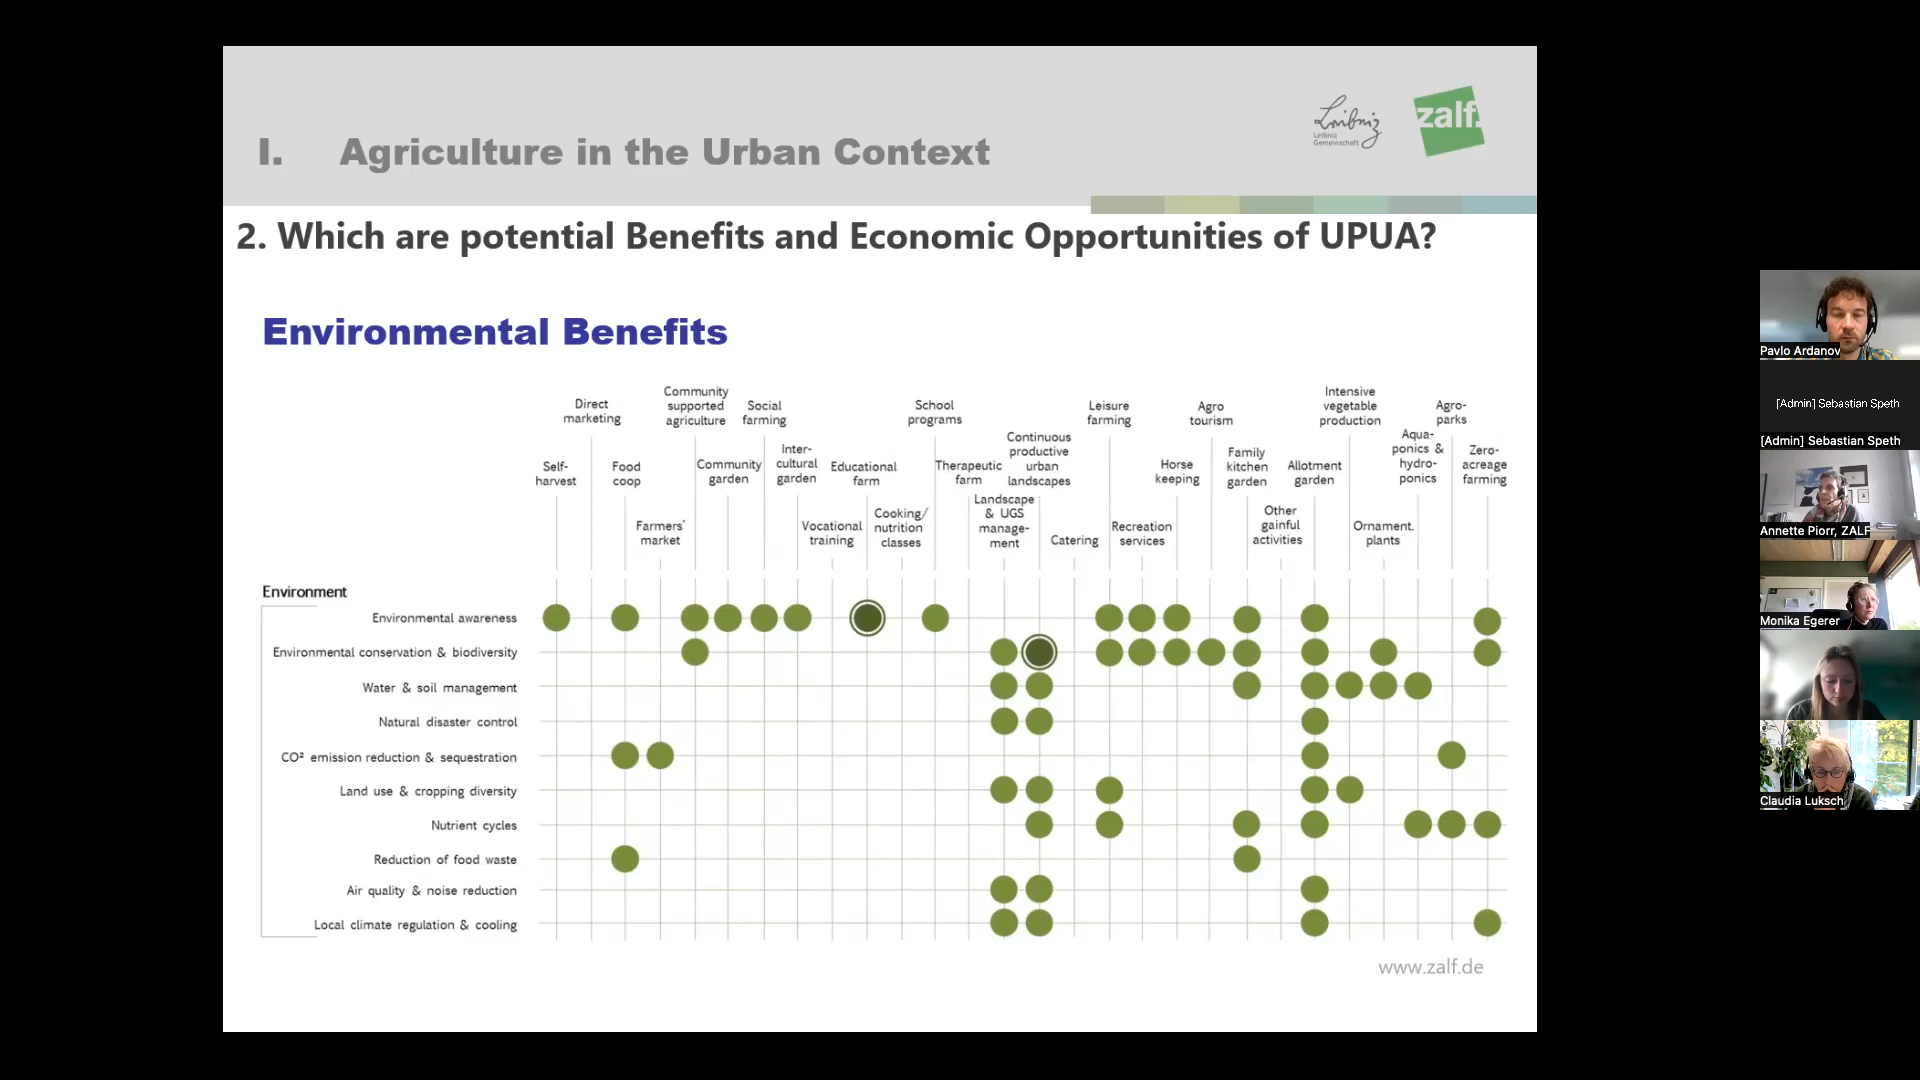 I. Agriculture in the Urban Context
Leibniz
Leibniz
Gemeinschaft
zalf.
2. Which are potential Benefits and Economic Opportunities of UPUA?
Environmental Benefits
Direct
marketing
Community
supported
agriculture
Social
farming
School
programs
Leisure
farming
Agro
tourism
Intensive
vegetable
production
Agro-
parks
Self-
harvest
Food
coop
Community
garden
Inter-
cultural
garden
Educational
farm
Therapeutic
farm
Continuous
productive
urban
landscapes
Horse
keeping
Family
kitchen
garden
Allotment
garden
Aqua-
ponics &
hydro-
ponics
Zero-
acreage
farming
Farmers'
market
Vocational
training
Cooking/
nutrition
classes
Landscape
& UGS
manage-
ment
Catering
Recreation
services
Other
gainful
activities
Ornament.
plants
Environment
Environmental awareness
Environmental conservation & biodiversity
Water & soil management
Natural disaster control
CO² emission reduction & sequestration
Land use & cropping diversity
Nutrient cycles
Reduction of food waste
Air quality & noise reduction
Local climate regulation & cooling
www.zalf.de
Pavlo Ardanov
[Admin] Sebastian Speth
[Admin] Sebastian Speth
Annette Piorr, ZALF
Monika Egerer
Claudia Luksch